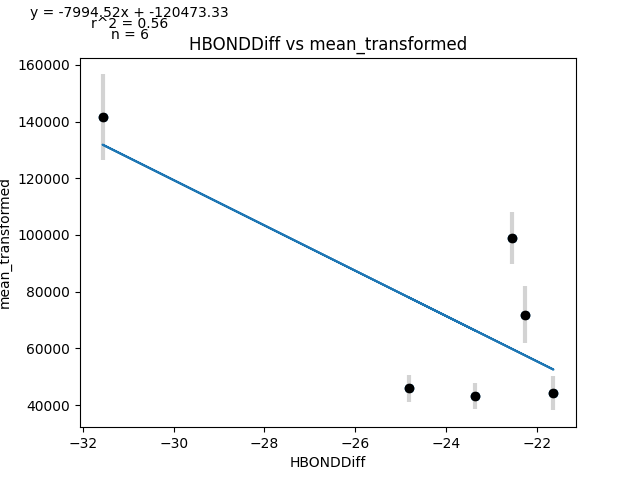 y = -7994.52x + -120473.33
r^2 = 0.56
n = 6
HBONDDiff vs mean_transformed
160000
140000
120000
100000
80000
60000
40000
mean_transformed
−32
−30
−28
−26
−24
−22
HBONDDiff